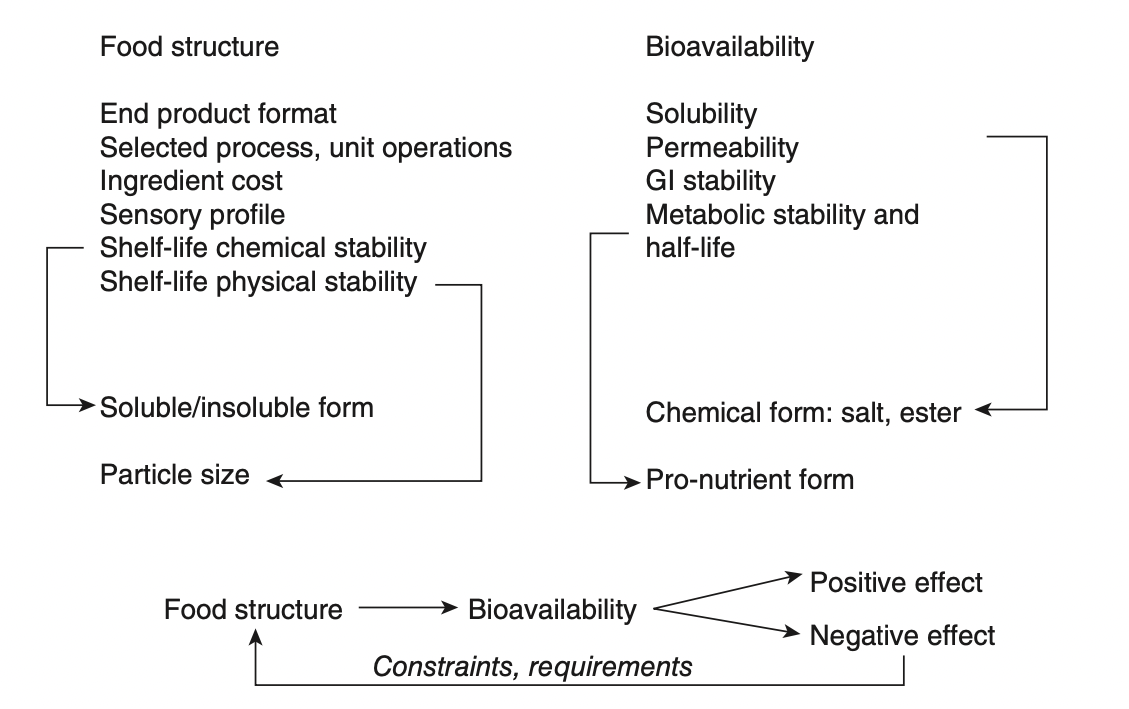 Food structure
End product format
Selected process, unit operations
Ingredient cost
Sensory profile
Shelf-life chemical stability
Shelf-life physical stability
Soluble/insoluble form
Particle size
Bioavailability
Solubility
Permeability
GI stability
Metabolic stability and
half-life
Chemical form: salt, ester
Pro-nutrient form
Food structure
Bioavailability
Positive effect
Negative effect
Constraints, requirements